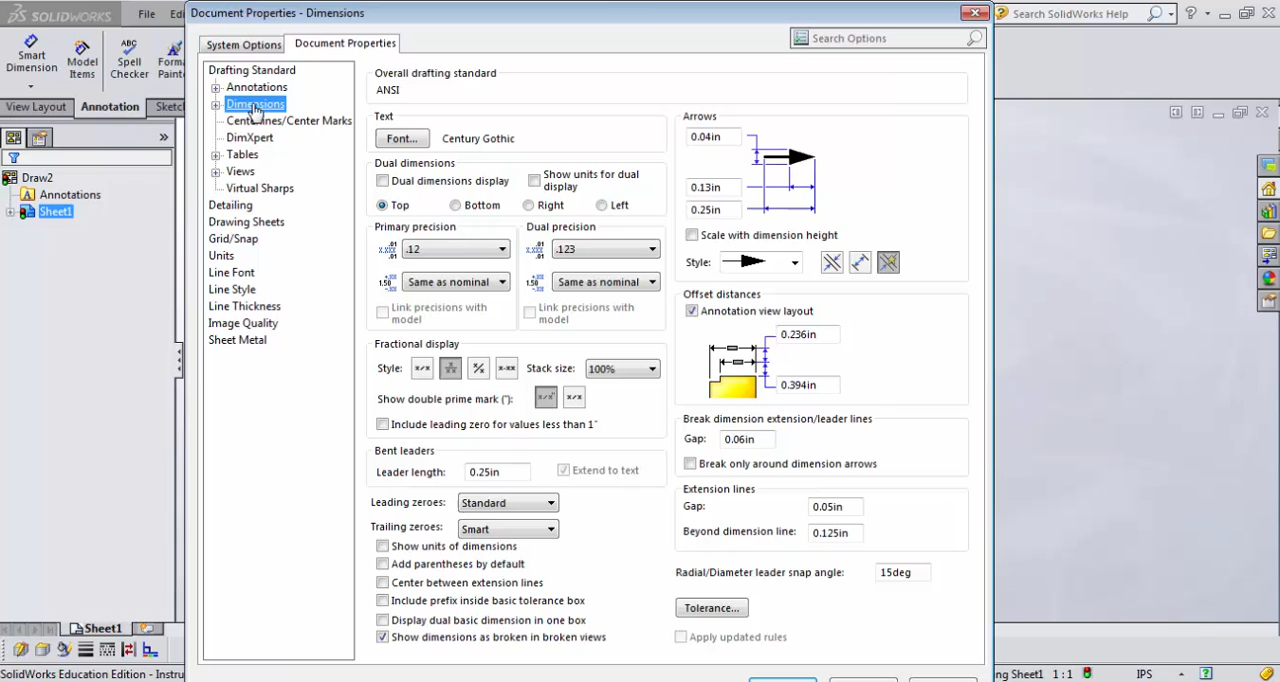 SOLIDWORKS
File
Edi
Document Properties - Dimensions
Search SolidWorks Help
Smart
Dimension
Model
Items
Spell
Checker
Forma
Painte
View Layout
Annotation
Sketc
Draw2
Annotations
Sheet1
System Options
Document Properties
Search Options
Drafting Standard
Annotations
Dimensions
Centerlines/Center Marks
DimXpert
Tables
Views
Virtual Sharps
Detailing
Drawing Sheets
Grid/Snap
Units
Line Font
Line Style
Line Thickness
Image Quality
Sheet Metal
Overall drafting standard
ANSI
Text
Font...
Century Gothic
Dual dimensions
Dual dimensions display
Show units for dual
display
Top
Bottom
Right
Left
Primary precision
.12
Same as nominal
Link precisions with
model
Dual precision
.123
Same as nominal
Link precisions with
model
Fractional display
Style:
Stack size:
100%
Show double prime mark ("):
Include leading zero for values less than 1"
Bent leaders
Leader length:
0.25in
Extend to text
Leading zeroes:
Standard
Trailing zeroes:
Smart
Show units of dimensions
Add parentheses by default
Center between extension lines
Include prefix inside basic tolerance box
Display dual basic dimension in one box
Show dimensions as broken in broken views
Arrows
0.04in
0.13in
0.25in
Scale with dimension height
Style:
Offset distances
Annotation view layout
0.236in
0.394in
Break dimension extension/leader lines
Gap:
0.06in
Break only around dimension arrows
Extension lines
Gap:
0.05in
Beyond dimension line:
0.125in
Radial/Diameter leader snap angle:
15deg
Tolerance...
Apply updated rules
Sheet1
SolidWorks Education Edition - Instru
ng Sheet1
1:1
IPS